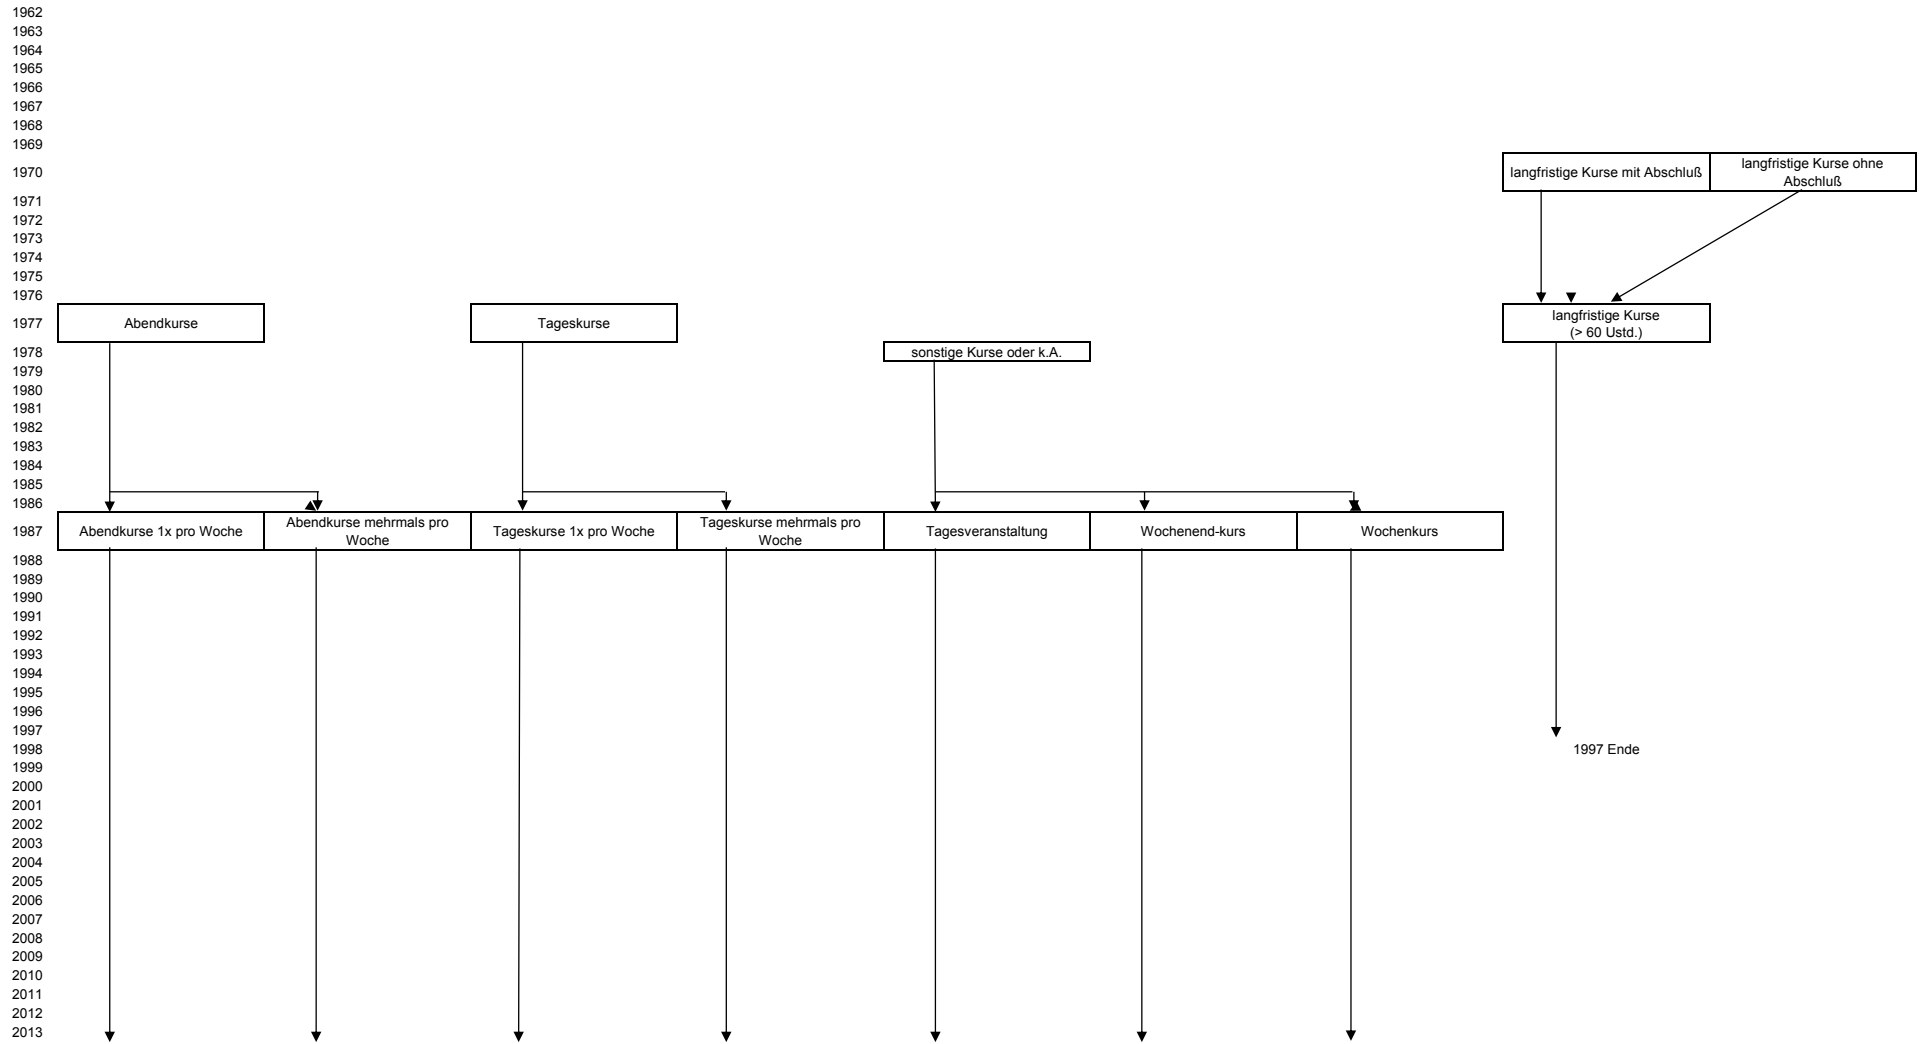 1962
1963
1964
1965
1966
1967
1968
1969
1970
langfristige Kurse mit Abschluß
langfristige Kurse ohne
Abschluß
1971
1972
1973
1974
1975
1976
1977
Abendkurse
Tageskurse
langfristige Kurse
(> 60 Ustd.)
1978
sonstige Kurse oder k.A.
1979
1980
1981
1982
1983
1984
1985
1986
1987
Abendkurse 1x pro Woche
Abendkurse mehrmals pro
Woche
Tageskurse 1x pro Woche
Tageskurse mehrmals pro
Woche
Tagesveranstaltung
Wochenend-kurs
Wochenkurs
1988
1989
1990
1991
1992
1993
1994
1995
1996
1997
1998
1997 Ende
1999
2000
2001
2002
2003
2004
2005
2006
2007
2008
2009
2010
2011
2012
2013